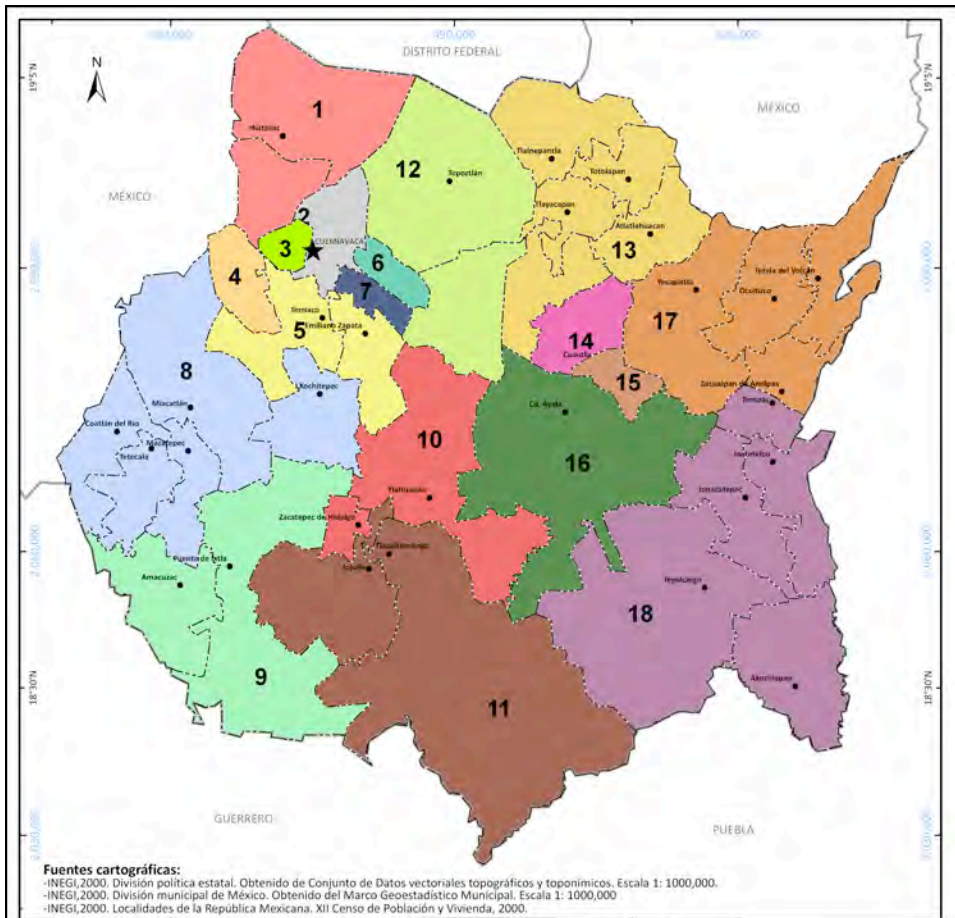 DISTRITO FEDERAL
N
19°5'N
19°5'N
MÉXICO
1
Huitzilac
12
Tepoztlán
Tlalnepantla
Totolapan
MÉXICO
Tlayacapan
Atlatlahucan
2
3
CUERNAVACA
13
4
6
7
Temixco
Emiliano Zapata
5
14
Cuautla
Yecapixtla
Tetela del Volcán
Ocuituco
17
15
Zacualpan de Amilpas
Temoac
8
Xochitepec
Miacatlán
Coatlán del Río
Mazatepec
Tetecala
Cd. Ayala
10
16
Jonacatepec
Tlaltizapán
Zacatepec de Hidalgo
Puente de Ixtla
Amacuzac
Tepalcingo
18
9
11
Axochiapan
18°30'N
18°30'N
GUERRERO
PUEBLA
Fuentes cartográficas:
-INEGI,2000. División política estatal. Obtenido de Conjunto de Datos vectoriales topográficos y toponímicos. Escala 1: 1000,000.
-INEGI,2000. División municipal de México. Obtenido del Marco Geoestadístico Municipal. Escala 1: 1000,000
-INEGI,2000. Localidades de la República Mexicana. XII Censo de Población y Vivienda, 2000.